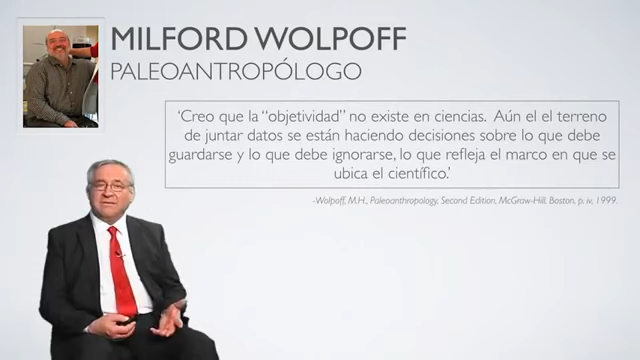 MILFORD WOLPOFF
PALEOANTROPÓLOGO
‘Creo que la “objetividad” no existe en ciencias. Aún el el terreno
de juntar datos se están haciendo decisiones sobre lo que debe
guardarse y lo que debe ignorarse, lo que refleja el marco en que se
ubica el científico.’
-Wolpoff, M.H., Paleoanthropology, Second Edition, McGraw-Hill, Boston, p. iv, 1999.